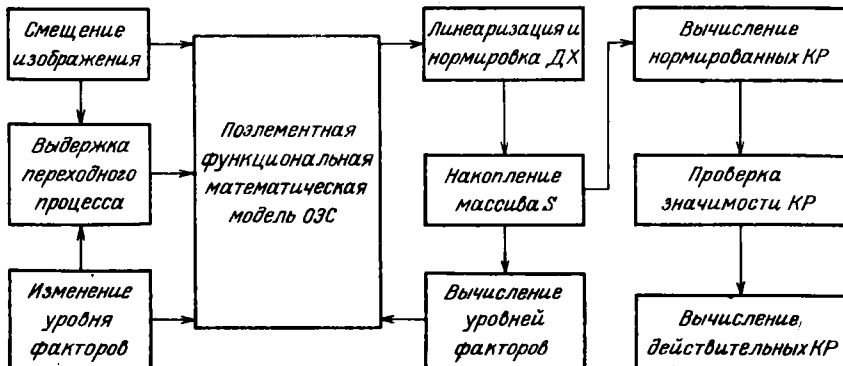 Смещение
изображения
Выдержка
переходного
процесса
Изменение
уровня
факторов
Поэлементная
функциональная
математическая
модель ОЭС
Линеаризация и
нормировка ДХ
Накопление
массива S
Вычисление
уровней
факторов
Вычисление
нормированных КР
Проверка
значимости КР
Вычисление,
действительных КР